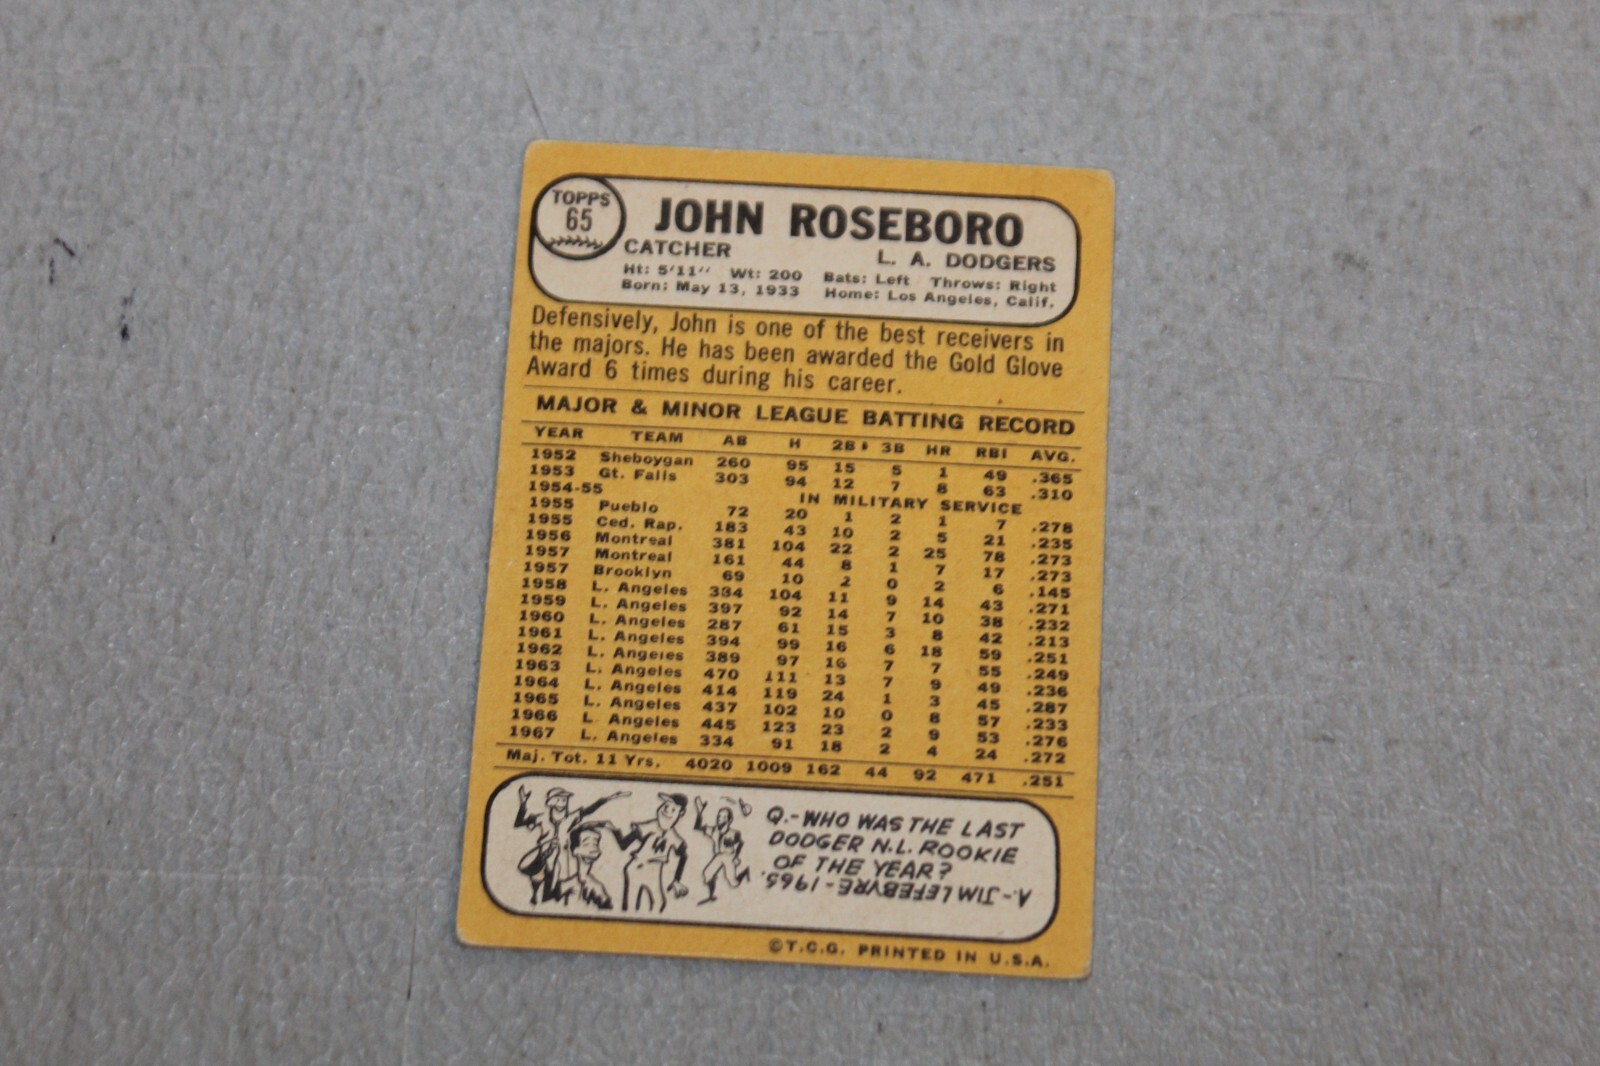 TOPPS
65
JOHN ROSEBORO
CATCHER L. A. DODGERS
Ht: 5'11" Wt: 200 Bats: Left Throws: Right
Born: May 13, 1933 Home: Los Angeles, Calif.
Defensively, John is one of the best receivers in
the majors. He has been awarded the Gold Glove
Award 6 times during his career.
MAJOR & MINOR LEAGUE BATTING RECORD
YEAR TEAM AB H 2B 3B HR RBI AVG.
1952 Sheboygan 260 95 15 5 1 49 .365
1953 Gt. Falls 303 94 12 7 8 63 .310
1954-55 IN MILITARY SERVICE
1955 Pueblo 72 20 1 2 1 7 .278
1955 Ced. Rap. 183 43 10 2 5 21 .235
1956 Montreal 381 104 22 2 25 78 .273
1957 Montreal 161 44 8 1 7 17 .273
1957 Brooklyn 69 10 2 0 2 6 .145
1958 L. Angeles 384 104 11 9 14 43 .271
1959 L. Angeles 397 92 14 7 10 38 .232
1960 L. Angeles 287 61 15 3 8 42 .213
1961 L. Angeles 394 99 16 6 18 59 .251
1962 L. Angeles 389 97 16 7 7 55 .249
1963 L. Angeles 470 111 13 7 9 49 .236
1964 L. Angeles 414 119 24 1 3 45 .287
1965 L. Angeles 437 102 10 0 8 57 .233
1966 L. Angeles 445 123 23 2 9 53 .276
1967 L. Angeles 334 91 18 2 4 24 .272
Maj. Tot. 11 Yrs. 4020 1009 162 44 92 471 .251
Q.-WHO WAS THE LAST
DODGER N.L. ROOKIE
OF THE YEAR?
A.-JIM LEFEBYRE-1965.
©T.C.G. PRINTED IN U.S.A.